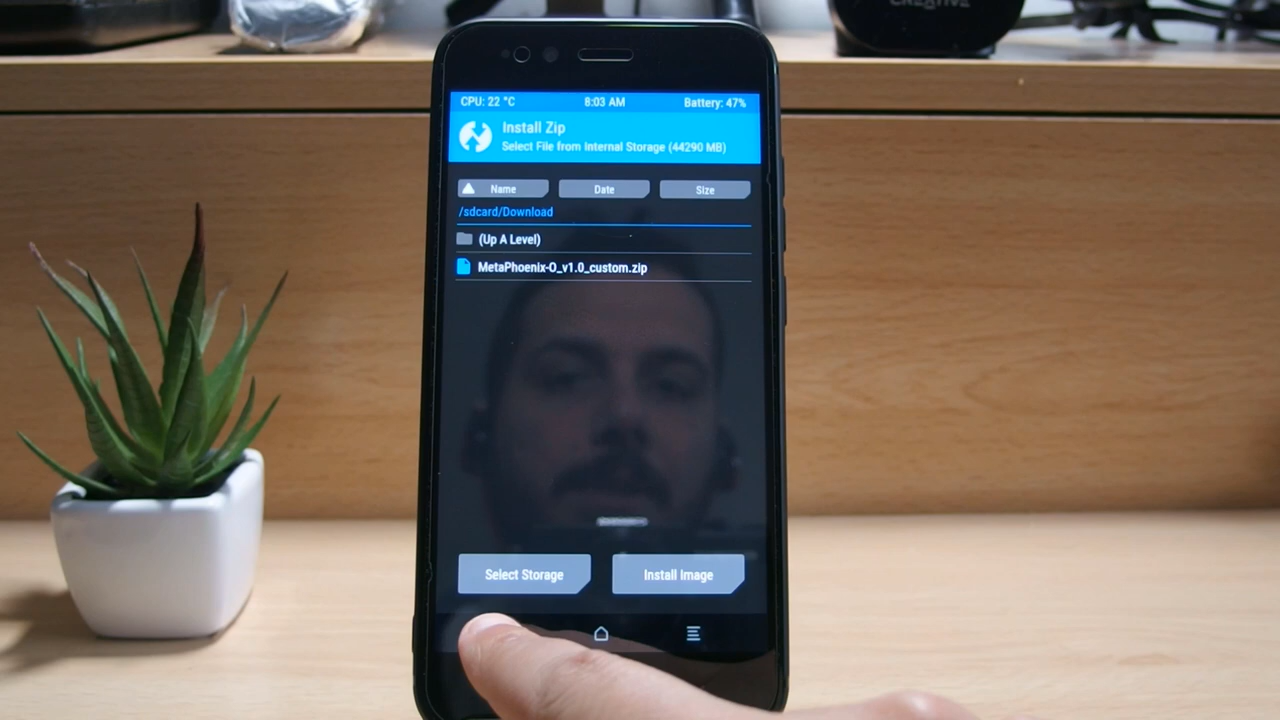 CREATIVE
CPU: 22 °C 8:03 AM Battery: 47%
Install Zip
Select File from Internal Storage (44290 MB)
Name Date Size
/sdcard/Download
(Up A Level)
MetaPhoenix-O_v1.0_custom.zip
Select Storage Install Image